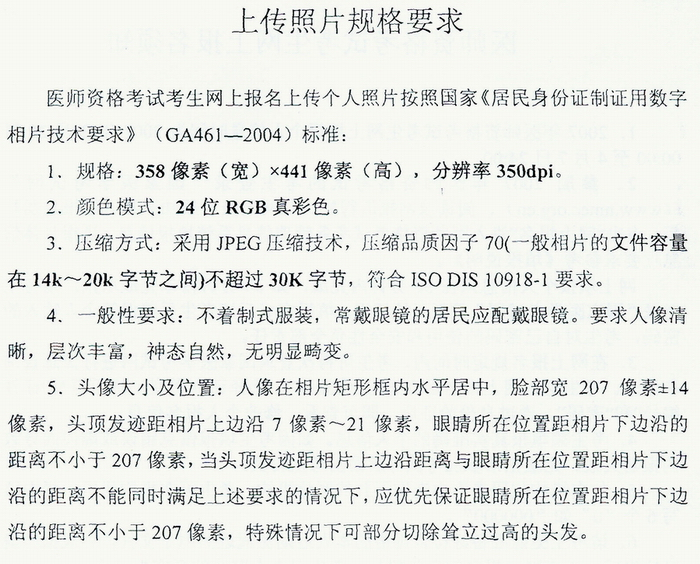 上传照片规格要求
医师资格考试考生网上报名上传个人照片按照国家《居民身份证制证用数字
相片技术要求》（GA461—2004）标准：
1．规格：358 像素（宽）×441 像素（高），分辨率 350dpi。
2．颜色模式：24 位 RGB 真彩色。
3．压缩方式：采用 JPEG 压缩技术，压缩品质因子 70(一般相片的文件容量
在 14k～20k 字节之间)不超过 30K 字节，符合 ISO DIS 10918-1 要求。
4．一般性要求：不着制式服装，常戴眼镜的居民应配戴眼镜。要求人像清
晰，层次丰富，神态自然，无明显畸变。
5．头像大小及位置：人像在相片矩形框内水平居中，脸部宽 207 像素±14
像素，头顶发迹距相片上边沿 7 像素～21 像素，眼睛所在位置距相片下边沿的
距离不小于 207 像素，当头顶发迹距相片上边沿距离与眼睛所在位置距相片下边
沿的距离不能同时满足上述要求的情况下，应优先保证眼睛所在位置距相片下边
沿的距离不小于 207 像素，特殊情况下可部分切除耸立过高的头发。